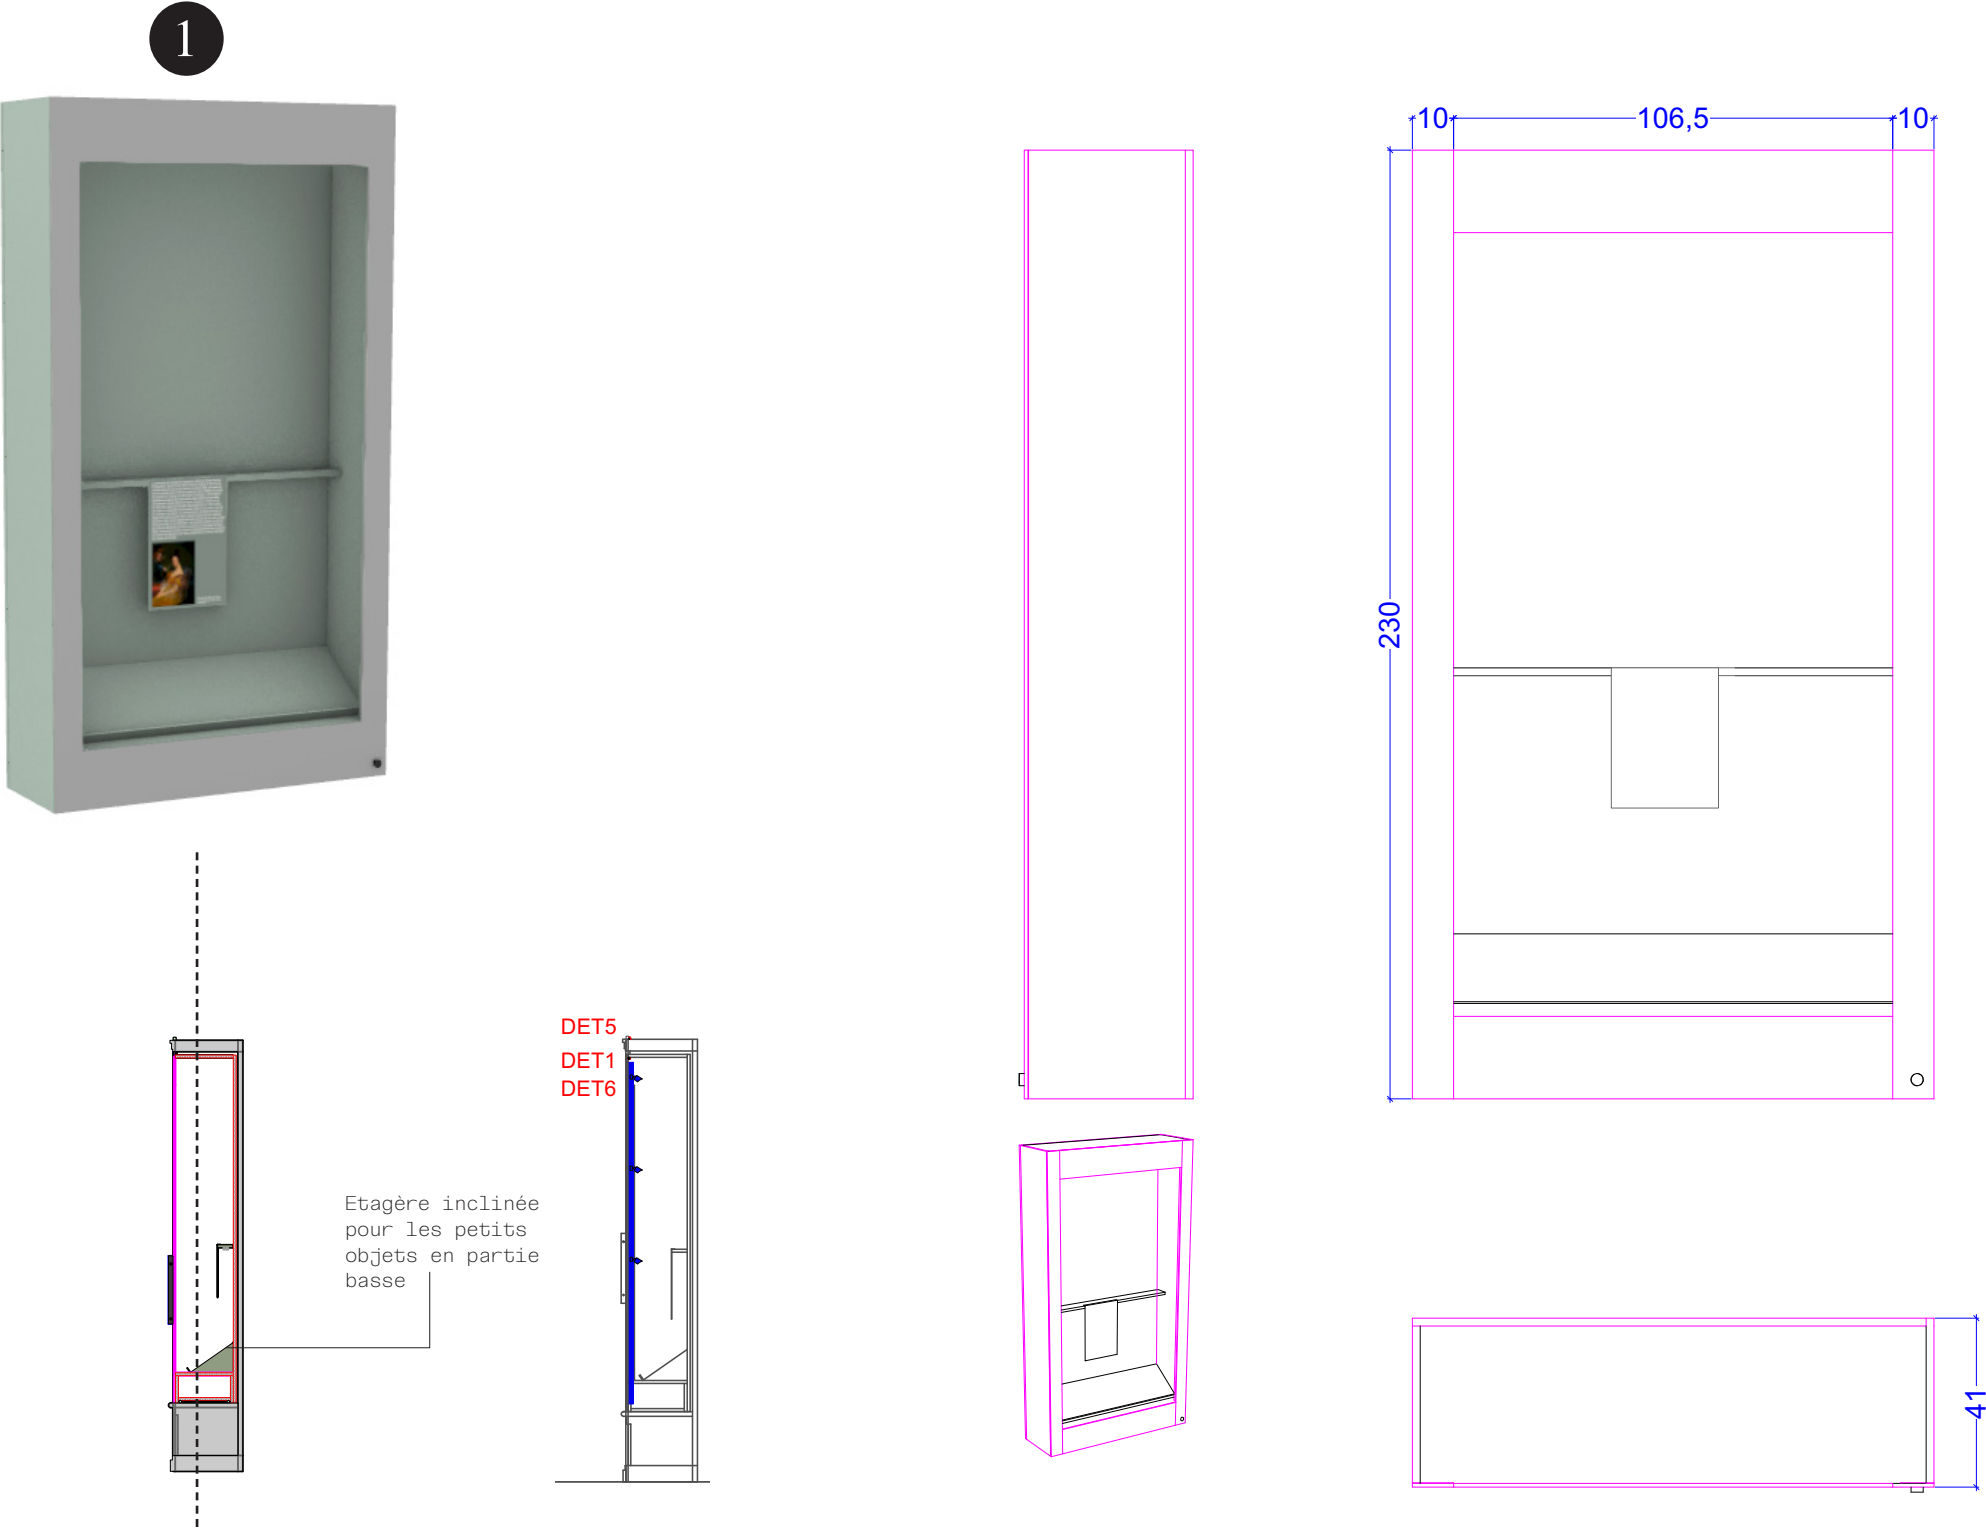 1
10
106,5
10
230
DET5
DET1
DET6
Etagère inclinée
pour les petits
objets en partie
basse
41